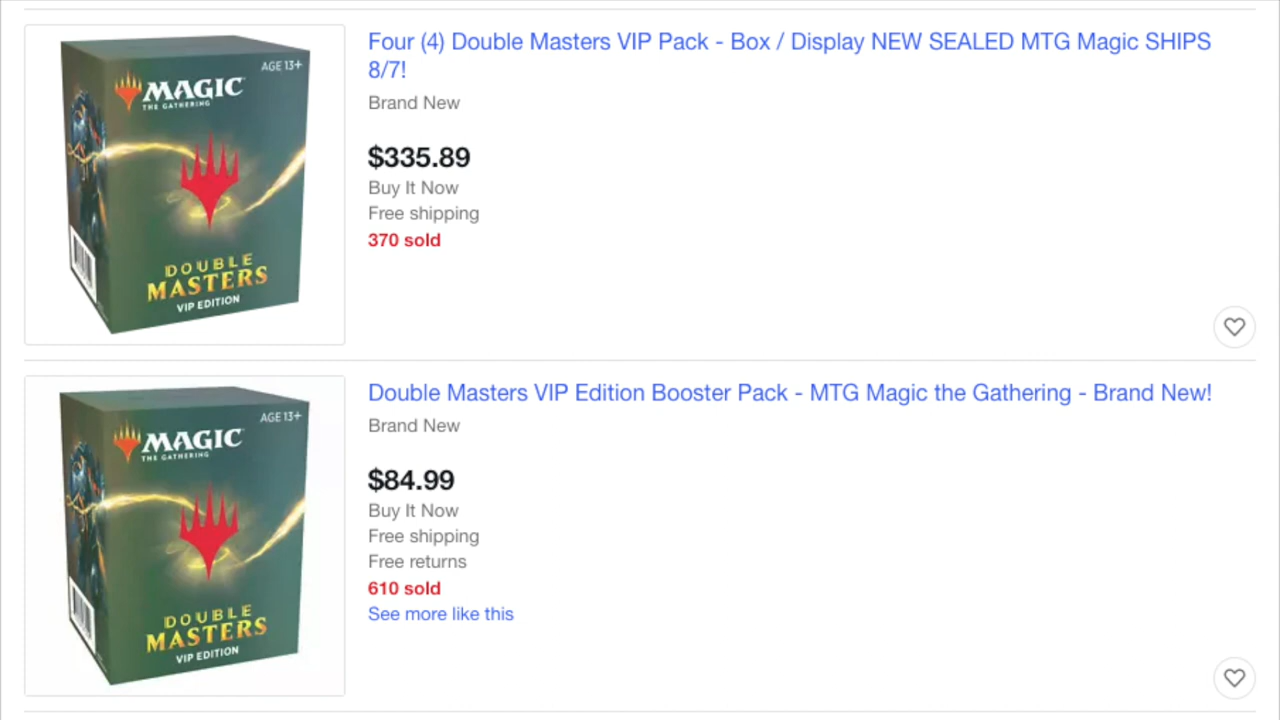 AGE 13+
MAGIC
THE GATHERING
DOUBLE
MASTERS
VIP EDITION
Four (4) Double Masters VIP Pack - Box / Display NEW SEALED MTG Magic SHIPS
8/7!
Brand New
$335.89
Buy It Now
Free shipping
370 sold
AGE 13+
MAGIC
THE GATHERING
DOUBLE
MASTERS
VIP EDITION
Double Masters VIP Edition Booster Pack - MTG Magic the Gathering - Brand New!
Brand New
$84.99
Buy It Now
Free shipping
Free returns
610 sold
See more like this